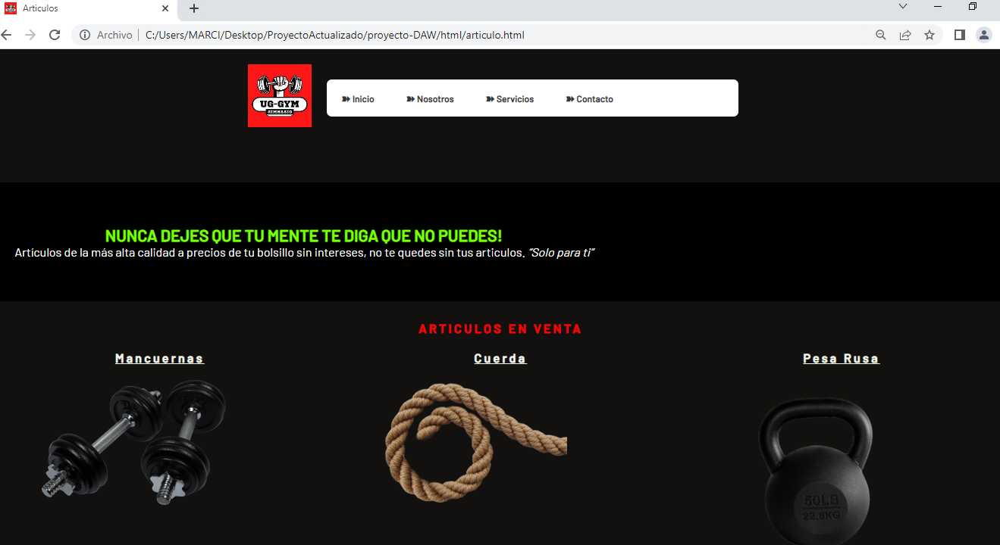 Articulos
Archivo
C:/Users/MARCI/Desktop/ProyectoActualizado/proyecto-DAW/html/articulo.html
UG-GYM
GIMNASIO
Inicio
Nosotros
Servicios
Contacto
NUNCA DEJES QUE TU MENTE TE DIGA QUE NO PUEDES!
Artículos de la más alta calidad a precios de tu bolsillo sin intereses, no te quedes sin tus articulos. “Solo para ti”
ARTICULOS EN VENTA
Mancuernas
Cuerda
Pesa Rusa
50LB
22.6KG